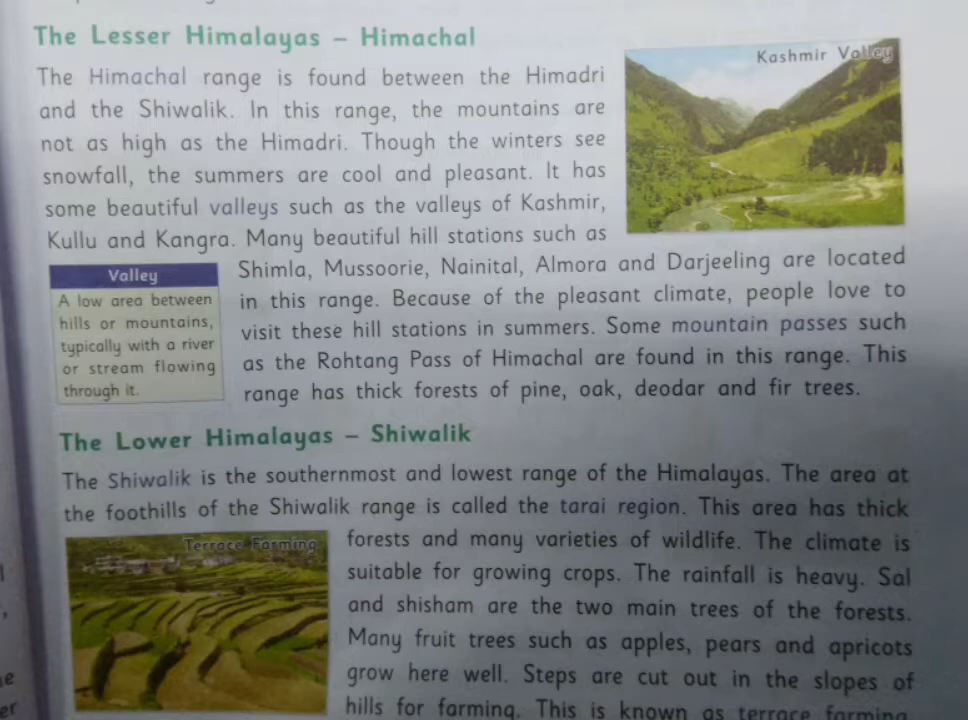 The Lesser Himalayas – Himachal
Kashmir Valley
The Himachal range is found between the Himadri
and the Shiwalik. In this range, the mountains are
not as high as the Himadri. Though the winters see
snowfall, the summers are cool and pleasant. It has
some beautiful valleys such as the valleys of Kashmir,
Kullu and Kangra. Many beautiful hill stations such as
Shimla, Mussoorie, Nainital, Almora and Darjeeling are located
in this range. Because of the pleasant climate, people love to
visit these hill stations in summers. Some mountain passes such
as the Rohtang Pass of Himachal are found in this range. This
range has thick forests of pine, oak, deodar and fir trees.
Valley
A low area between
hills or mountains,
typically with a river
or stream flowing
through it.
The Lower Himalayas – Shiwalik
The Shiwalik is the southernmost and lowest range of the Himalayas. The area at
the foothills of the Shiwalik range is called the tarai region. This area has thick
Terrace Farming
forests and many varieties of wildlife. The climate is
suitable for growing crops. The rainfall is heavy. Sal
and shisham are the two main trees of the forests.
Many fruit trees such as apples, pears and apricots
grow here well. Steps are cut out in the slopes of
hills for farming. This is known as terrace farming.